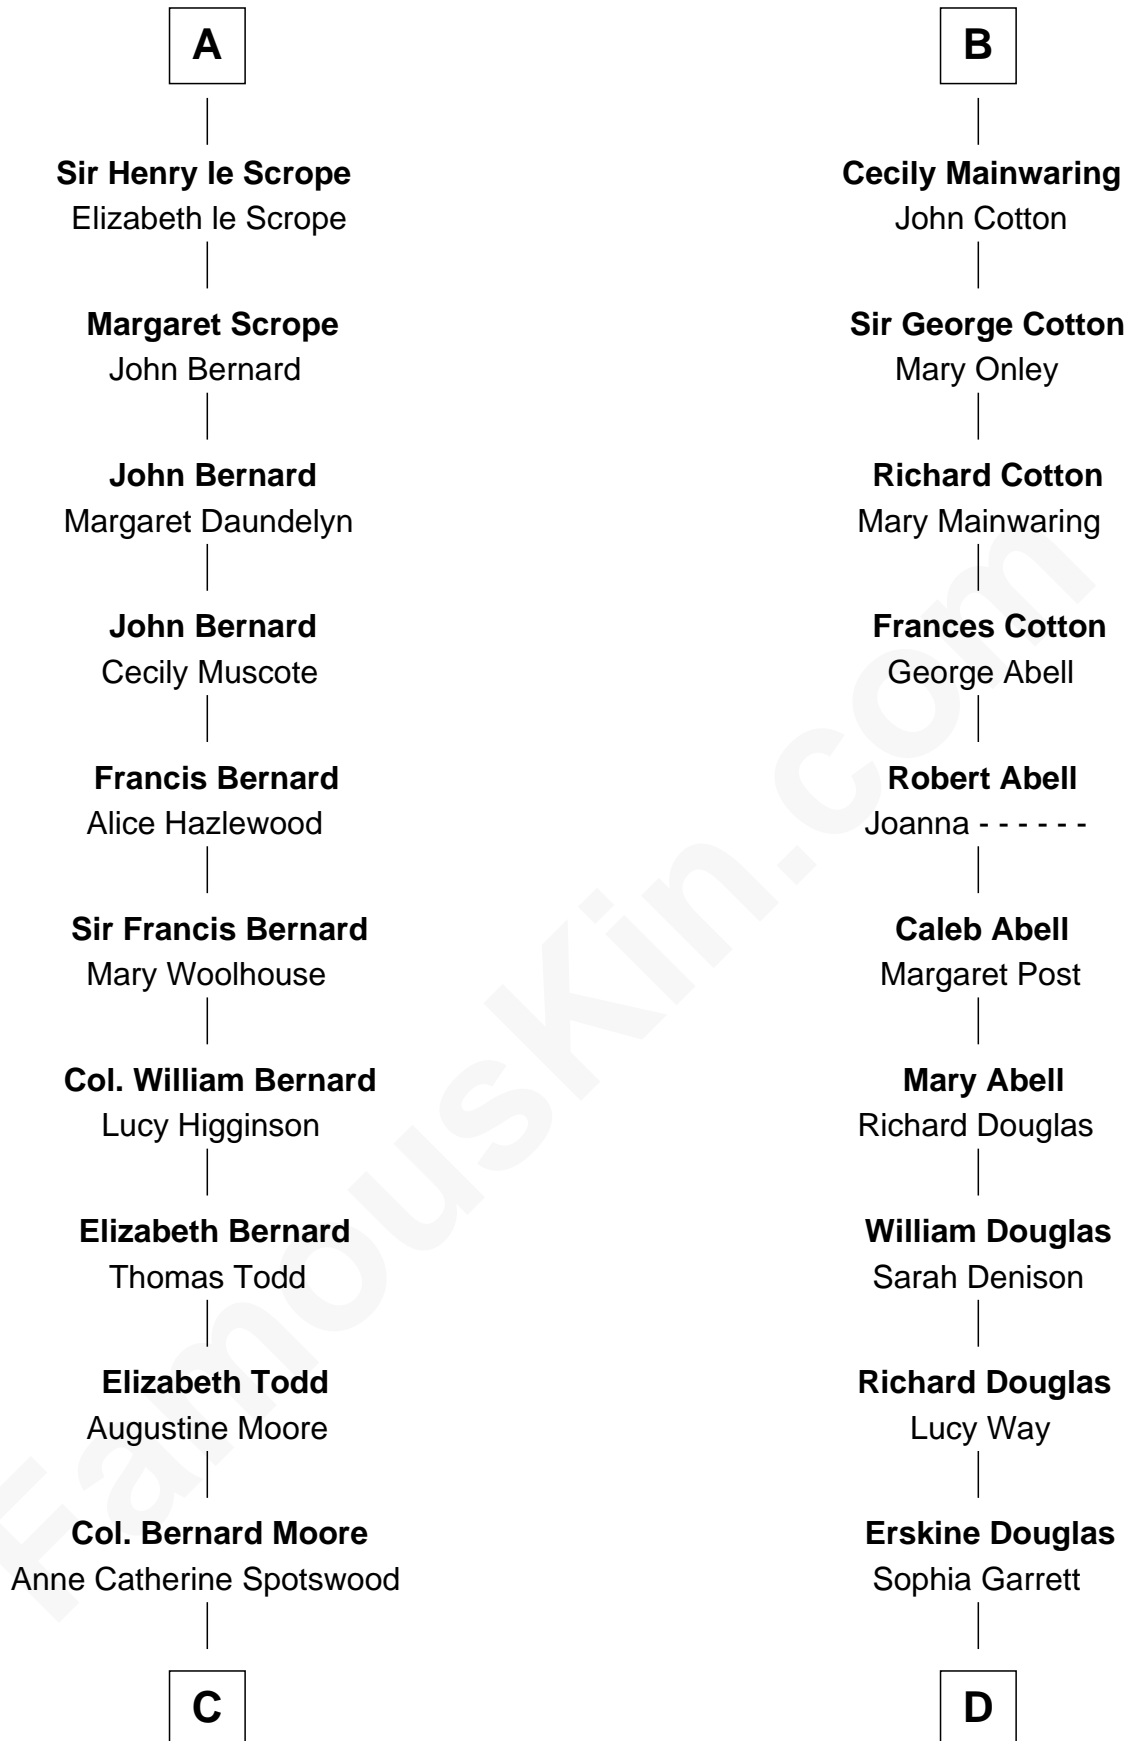 A
Sir Henry le Scrope
Elizabeth le Scrope
Margaret Scrope
John Bernard
John Bernard
Margaret Daundelyn
John Bernard
Cecily Muscote
Francis Bernard
Alice Hazlewood
Sir Francis Bernard
Mary Woolhouse
Col. William Bernard
Lucy Higginson
Elizabeth Bernard
Thomas Todd
Elizabeth Todd
Augustine Moore
Col. Bernard Moore
Anne Catherine Spotswood
C
B
Cecily Mainwaring
John Cotton
Sir George Cotton
Mary Onley
Richard Cotton
Mary Mainwaring
Frances Cotton
George Abell
Robert Abell
Joanna - - - - - -
Caleb Abell
Margaret Post
Mary Abell
Richard Douglas
William Douglas
Sarah Denison
Richard Douglas
Lucy Way
Erskine Douglas
Sophia Garrett
D
FamousKin.com